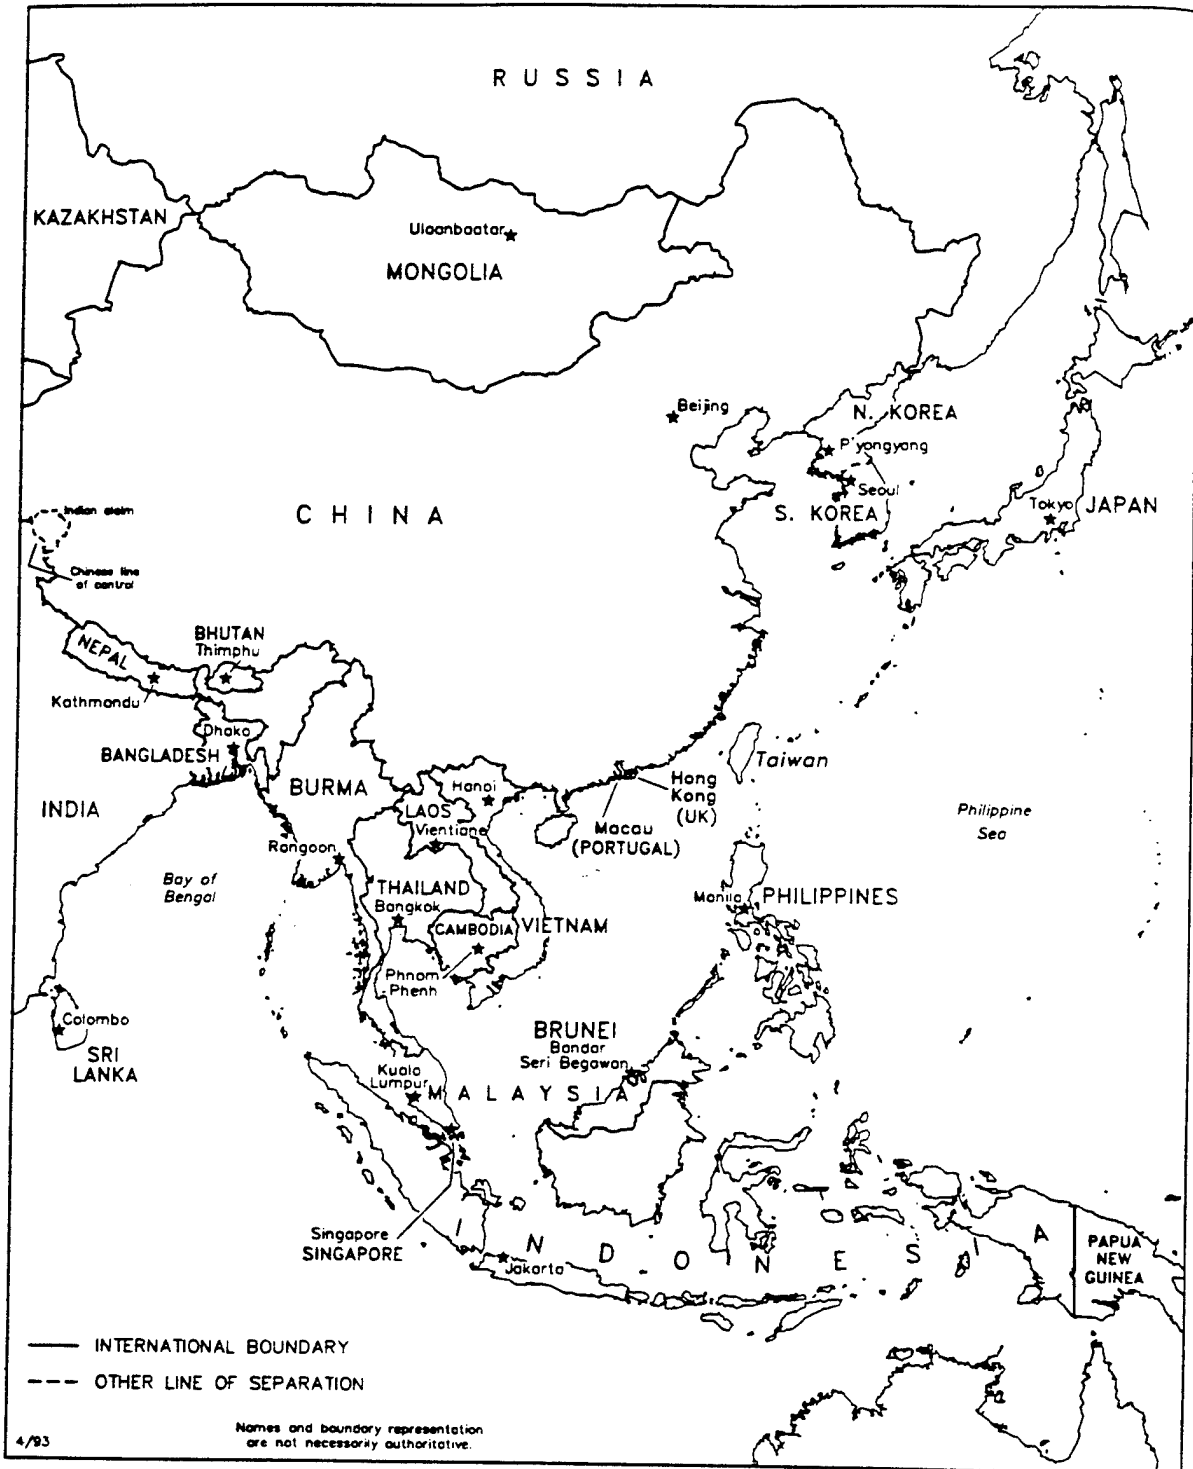 RUSSIA
KAZAKHSTAN
Ulaanbaatar
MONGOLIA
Beijing
N. KOREA
P'yongyang
Seoul
S. KOREA
Tokyo
JAPAN
CHINA
Indian claim
Chinese line
of control
NEPAL
BHUTAN
Thimphu
Kathmandu
Dhaka
BANGLADESH
INDIA
BURMA
Hanoi
LAOS
Vientiane
Taiwan
Hong
Kong
(UK)
Macau
(PORTUGAL)
Philippine
Sea
Rangoon
Bay of
Bengal
THAILAND
Bangkok
CAMBODIA
VIETNAM
Manila
PHILIPPINES
Phnom
Penh
Colombo
SRI
LANKA
BRUNEI
Bandar
Seri Begawan
Kuala
Lumpur
MALAYSIA
Singapore
SINGAPORE
INDONESIA
Jakarta
PAPUA
NEW
GUINEA
INTERNATIONAL BOUNDARY
OTHER LINE OF SEPARATION
Names and boundary representation
are not necessarily authoritative.
4/93